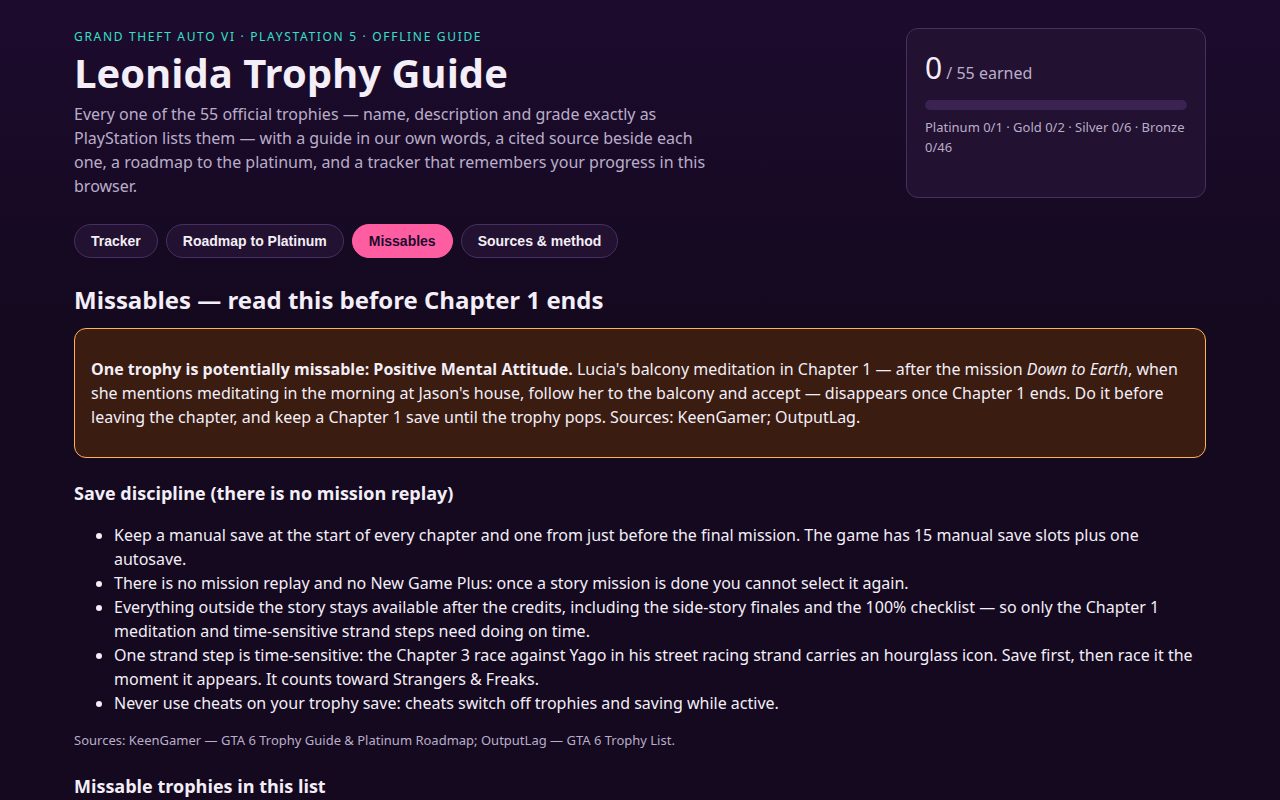 GRAND THEFT AUTO VI · PLAYSTATION 5 · OFFLINE GUIDE
Leonida Trophy Guide
Every one of the 55 official trophies — name, description and grade exactly as
PlayStation lists them — with a guide in our own words, a cited source beside each
one, a roadmap to the platinum, and a tracker that remembers your progress in this
browser.
0 / 55 earned
Platinum 0/1 · Gold 0/2 · Silver 0/6 · Bronze
0/46
Tracker
Roadmap to Platinum
Missables
Sources & method
Missables — read this before Chapter 1 ends
One trophy is potentially missable: Positive Mental Attitude. Lucia's balcony meditation in Chapter 1 — after the mission Down to Earth, when
she mentions meditating in the morning at Jason's house, follow her to the balcony and accept — disappears once Chapter 1 ends. Do it before
leaving the chapter, and keep a Chapter 1 save until the trophy pops. Sources: KeenGamer; OutputLag.
Save discipline (there is no mission replay)
• Keep a manual save at the start of every chapter and one from just before the final mission. The game has 15 manual save slots plus one
autosave.
• There is no mission replay and no New Game Plus: once a story mission is done you cannot select it again.
• Everything outside the story stays available after the credits, including the side-story finales and the 100% checklist — so only the Chapter 1
meditation and time-sensitive strand steps need doing on time.
• One strand step is time-sensitive: the Chapter 3 race against Yago in his street racing strand carries an hourglass icon. Save first, then race it the
moment it appears. It counts toward Strangers & Freaks.
• Never use cheats on your trophy save: cheats switch off trophies and saving while active.
Sources: KeenGamer — GTA 6 Trophy Guide & Platinum Roadmap; OutputLag — GTA 6 Trophy List.
Missable trophies in this list